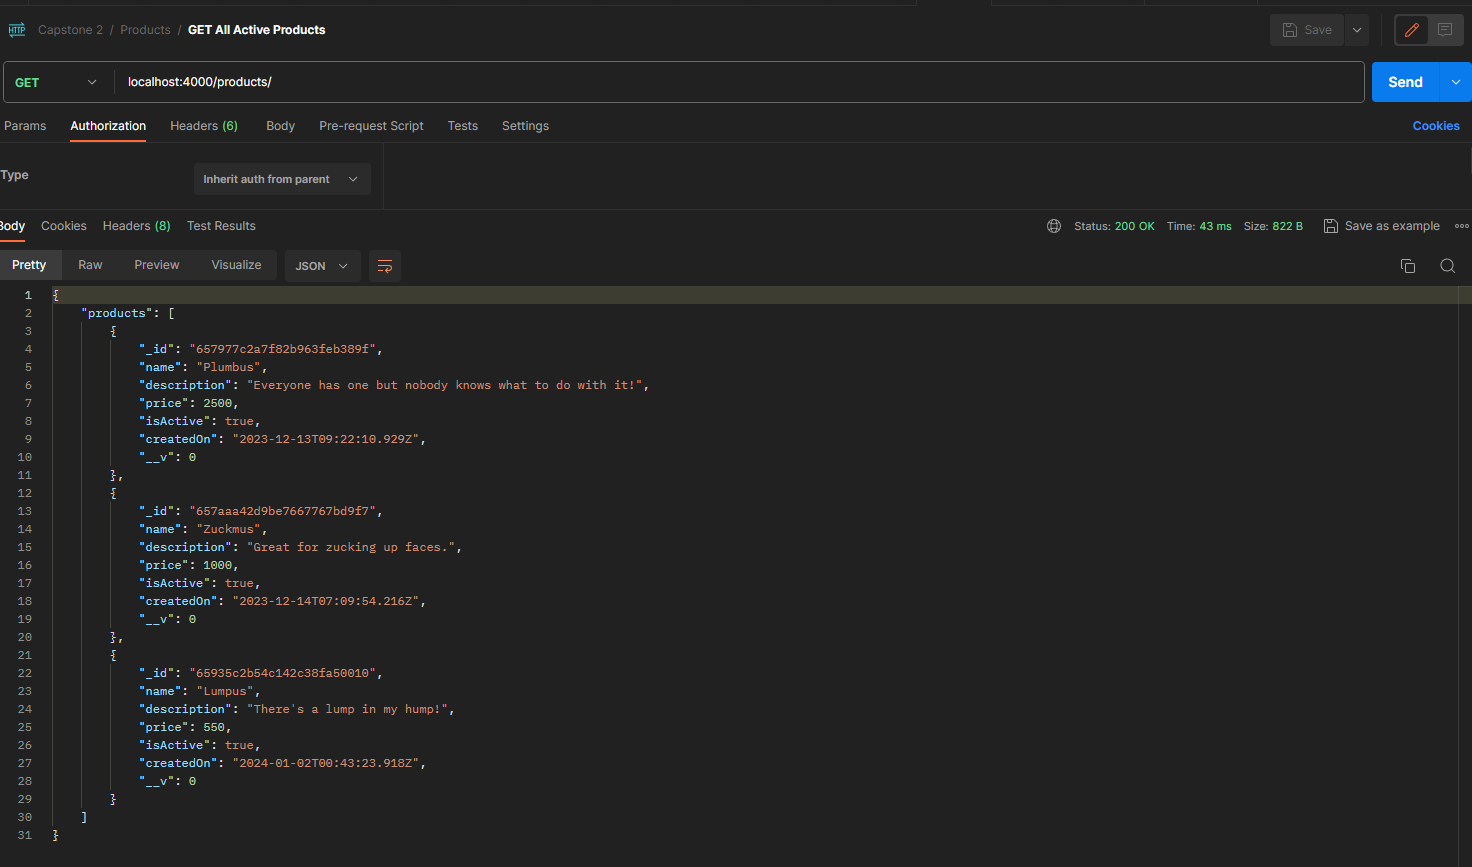 HTTP Capstone 2 / Products / GET All Active Products Save
GET localhost:4000/products/ Send
Params Authorization Headers (6) Body Pre-request Script Tests Settings Cookies
Type Inherit auth from parent
Body Cookies Headers (8) Test Results Status: 200 OK Time: 43 ms Size: 822 B Save as example
Pretty Raw Preview Visualize JSON
1 {
2 "products": [
3 {
4 "_id": "657977c2a7f82b963feb389f",
5 "name": "Plumbus",
6 "description": "Everyone has one but nobody knows what to do with it!",
7 "price": 2500,
8 "isActive": true,
9 "createdOn": "2023-12-13T09:22:10.929Z",
10 "__v": 0
11 },
12 {
13 "_id": "657aaa42d9be7667767bd9f7",
14 "name": "Zuckmus",
15 "description": "Great for zucking up faces.",
16 "price": 1000,
17 "isActive": true,
18 "createdOn": "2023-12-14T07:09:54.216Z",
19 "__v": 0
20 },
21 {
22 "_id": "65935c2b54c142c38fa50010",
23 "name": "Lumpus",
24 "description": "There's a lump in my hump!",
25 "price": 550,
26 "isActive": true,
27 "createdOn": "2024-01-02T00:43:23.918Z",
28 "__v": 0
29 }
30 ]
31 }